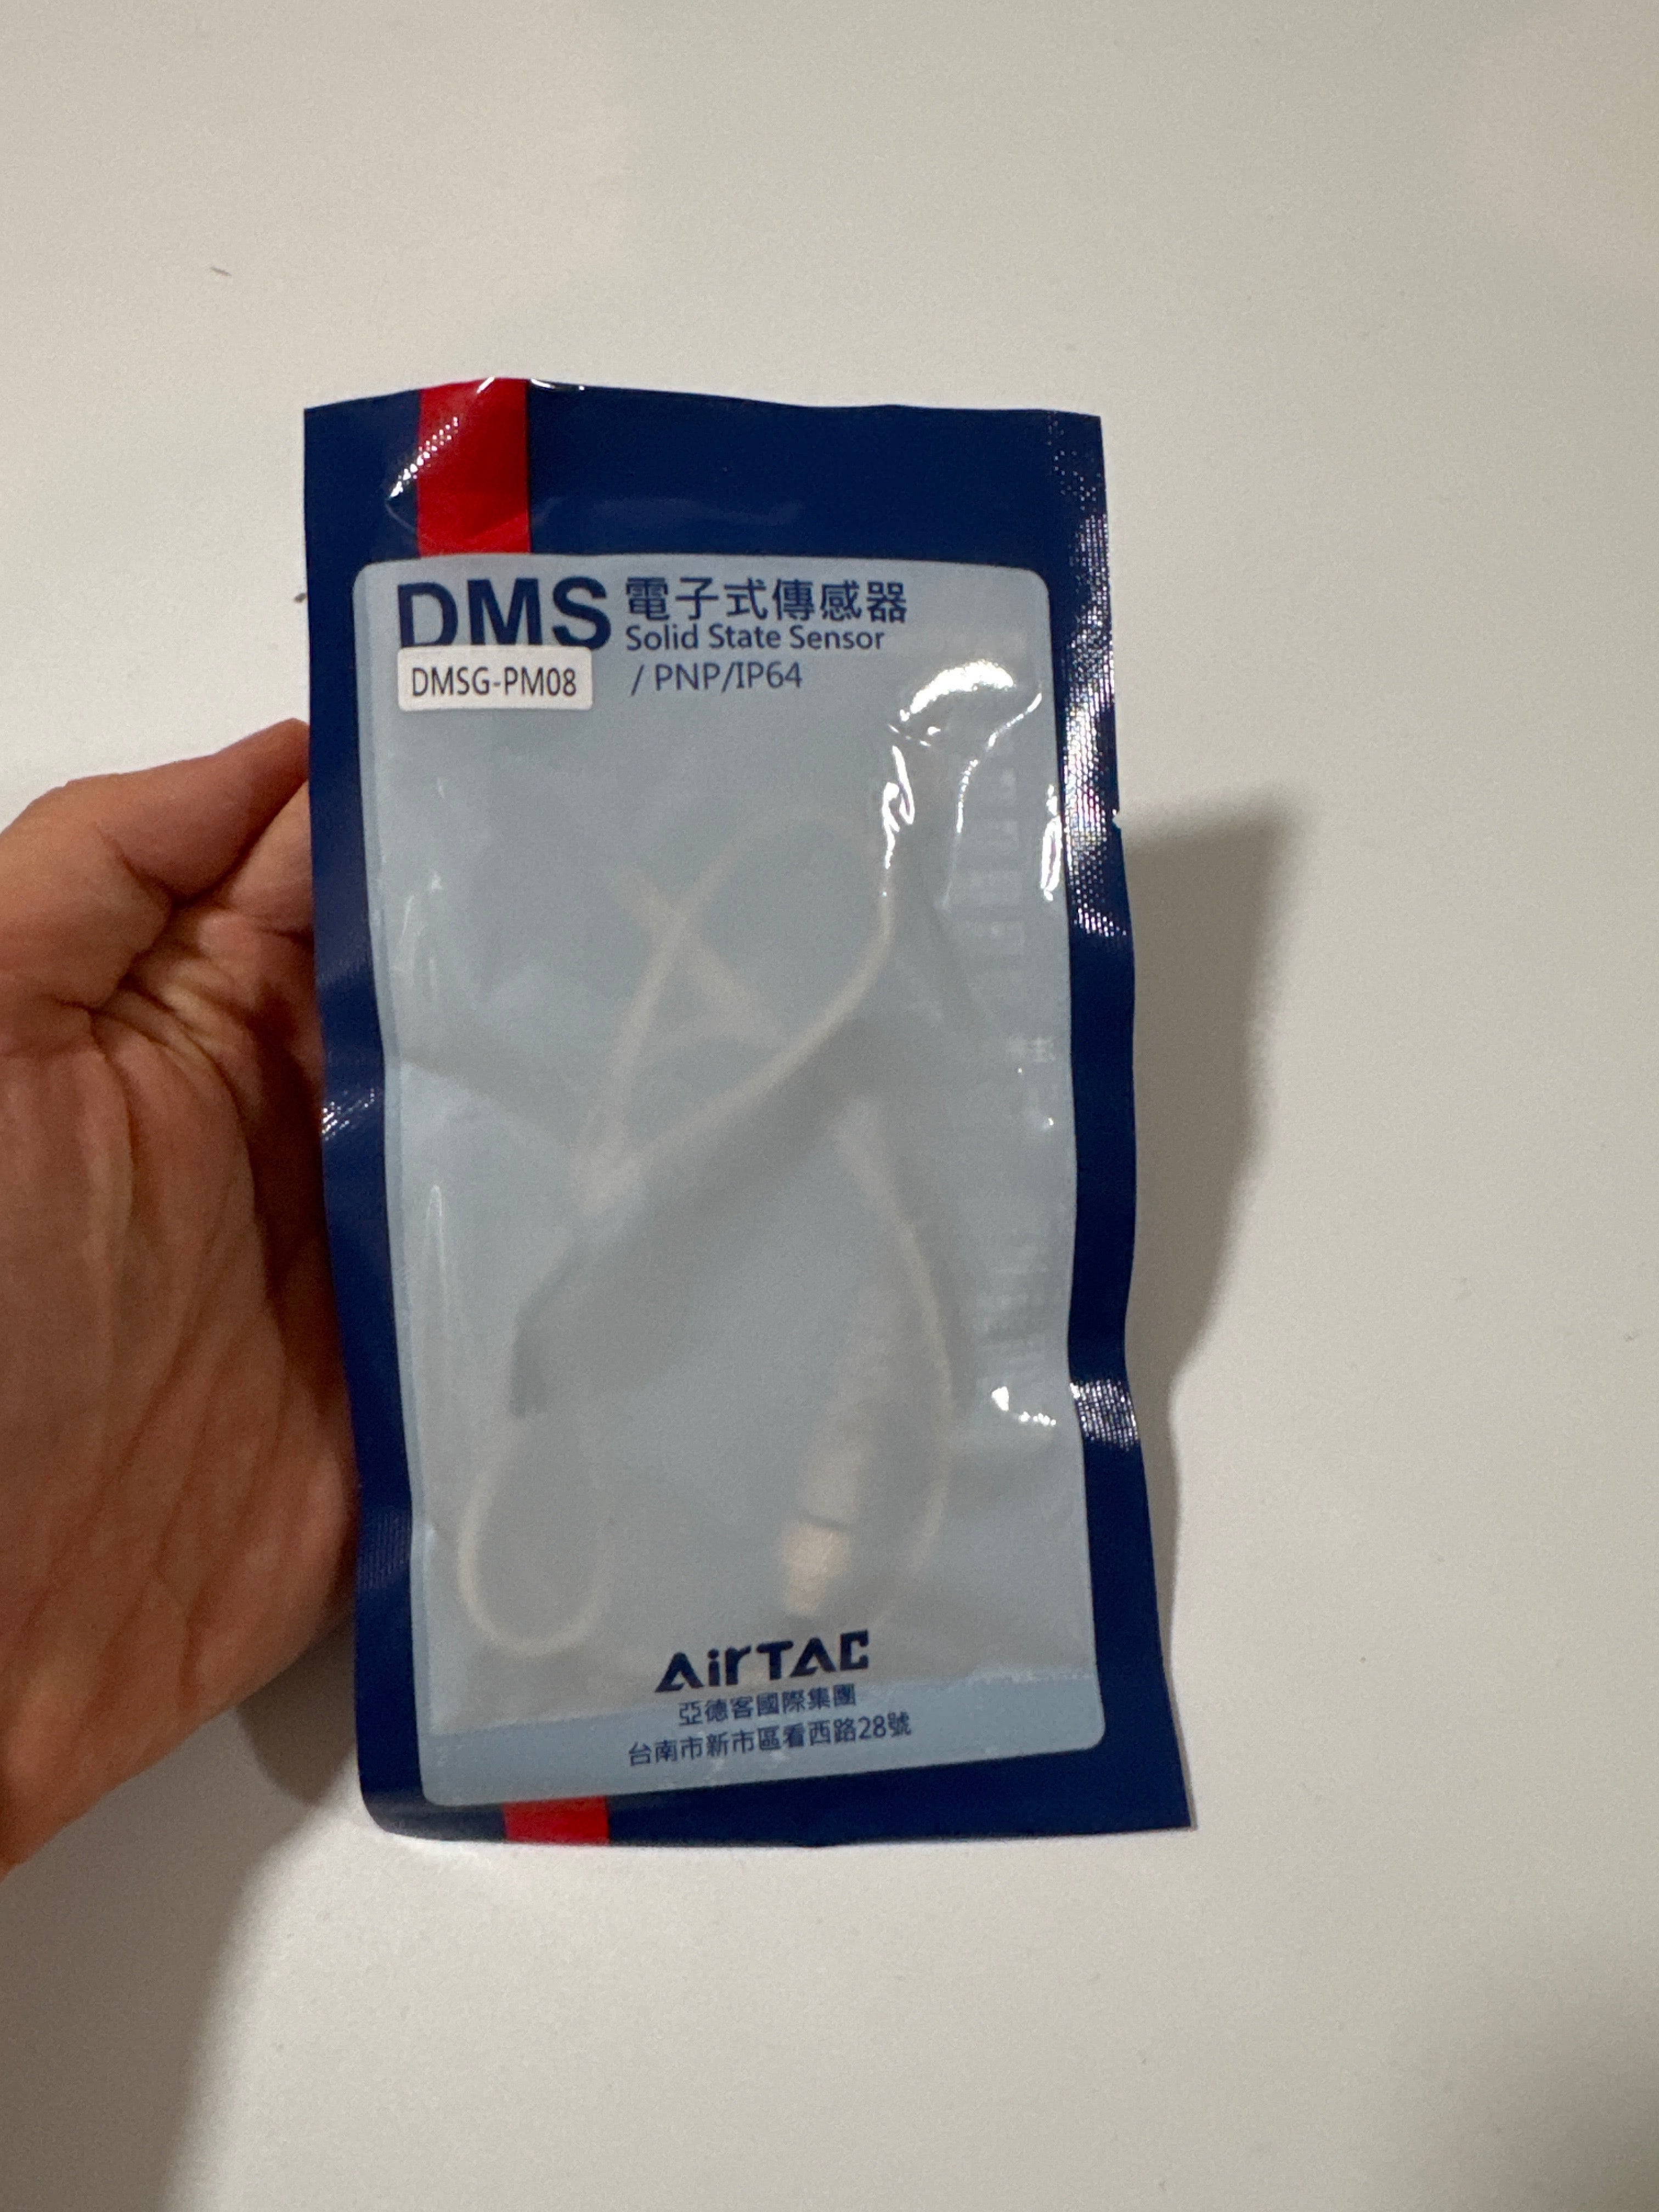 DMS 電子式傳感器
Solid State Sensor
DMSG-PM08 / PNP/IP64
AirTAC
亞德客國際集團
台南市新市區看西路28號